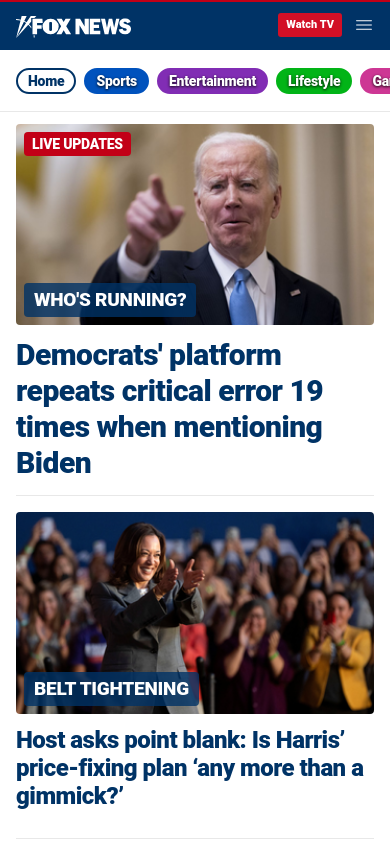 FOX NEWS
Watch TV
Home
Sports
Entertainment
Lifestyle
LIVE UPDATES
WHO'S RUNNING?
Democrats' platform
repeats critical error 19
times when mentioning
Biden
BELT TIGHTENING
Host asks point blank: Is Harris’
price-fixing plan ‘any more than a
gimmick?’